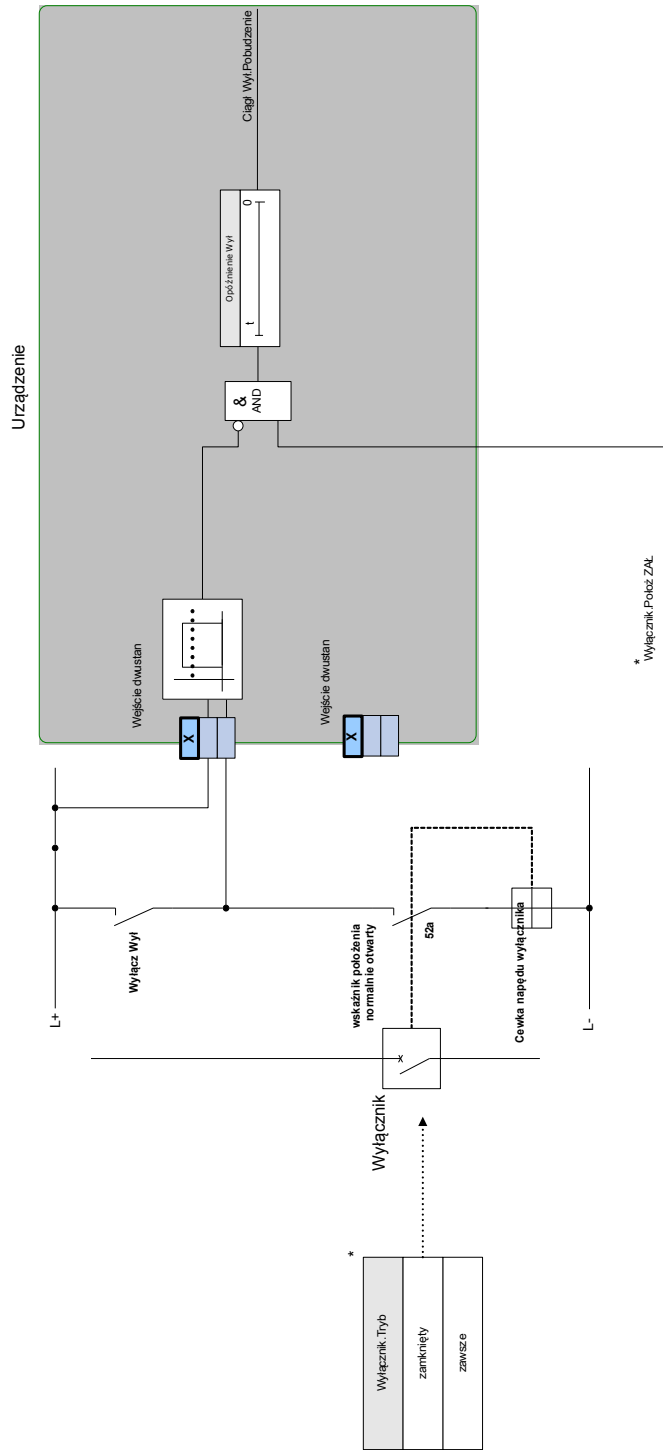 Urządzenie
Ciągł Wył.Pobudzenie
Opóźnienie Wył
t
0
&
AND
Wejście dwustan
X
Wejście dwustan
X
* Wyłącznik.Położ ZAŁ
L+
Wyłącz Wył
wskaźnik położenia
normalnie otwarty
52a
Cewka napędu wyłącznika
L-
Wyłącznik
*
Wyłącznik.Tryb
zamknięty
zawsze